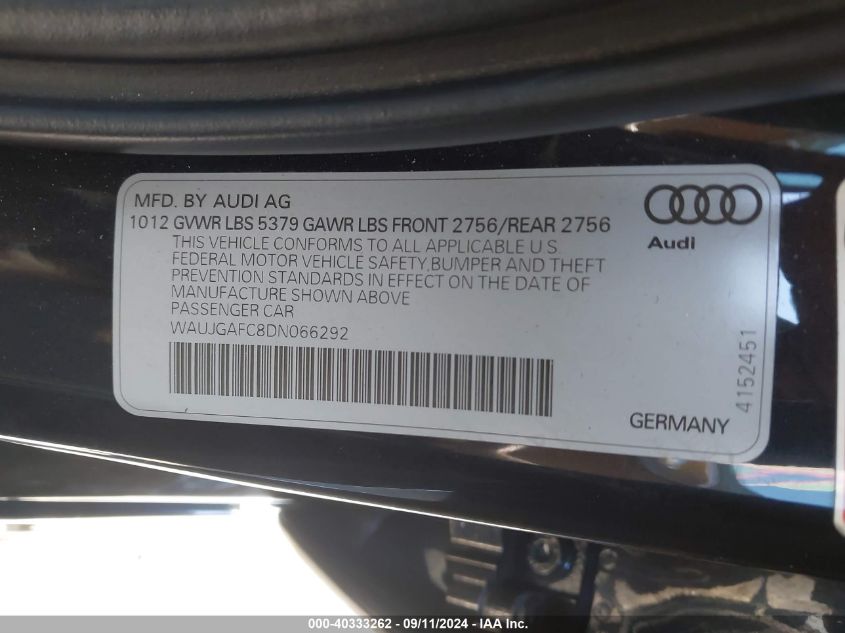 MFD. BY AUDI AG
1012 GVWR LBS 5379 GAWR LBS FRONT 2756/REAR 2756
THIS VEHICLE CONFORMS TO ALL APPLICABLE U S
FEDERAL MOTOR VEHICLE SAFETY,BUMPER AND THEFT
PREVENTION STANDARDS IN EFFECT ON THE DATE OF
MANUFACTURE SHOWN ABOVE
PASSENGER CAR
WAUJGAFC8DN066292
Audi
4152451
GERMANY
000-40333262 - 09/11/2024 - IAA Inc.